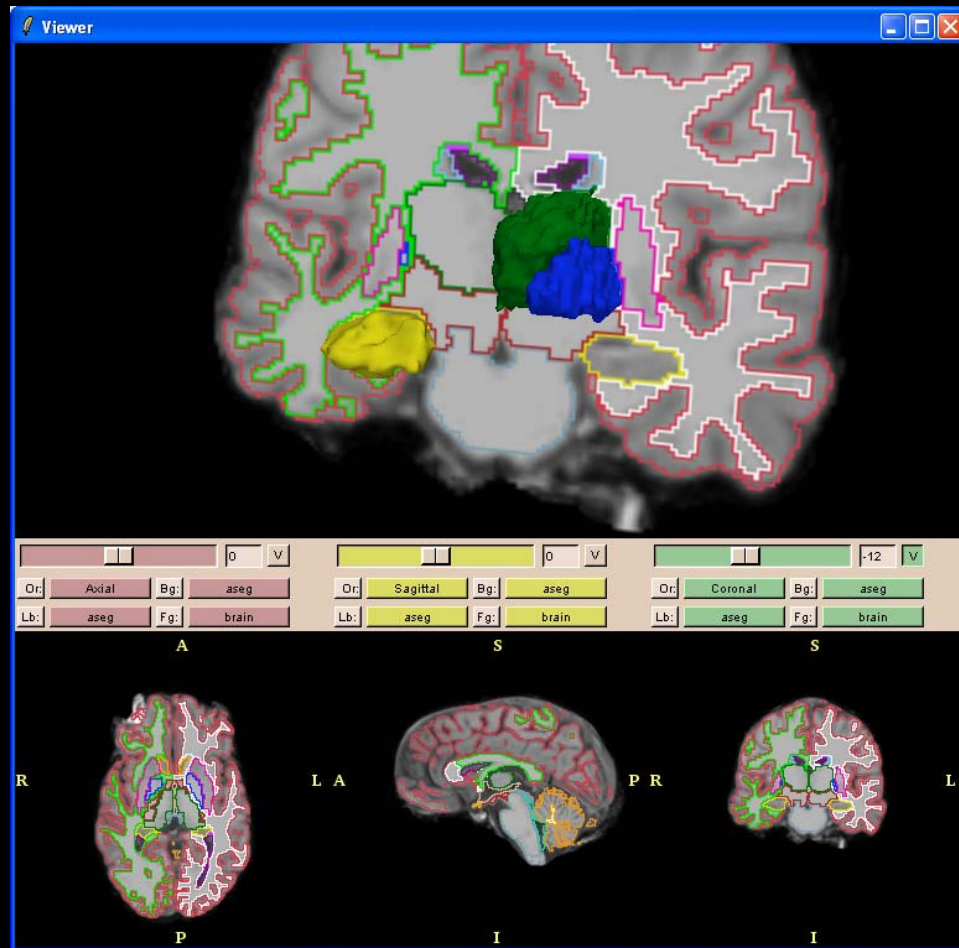 Viewer
0 V 0 V -12 V
Or: Axial Bg: aseg Or: Sagittal Bg: aseg Or: Coronal Bg: aseg
Lb: aseg Fg: brain Lb: aseg Fg: brain Lb: aseg Fg: brain
A S S
R L A P R L
P I I